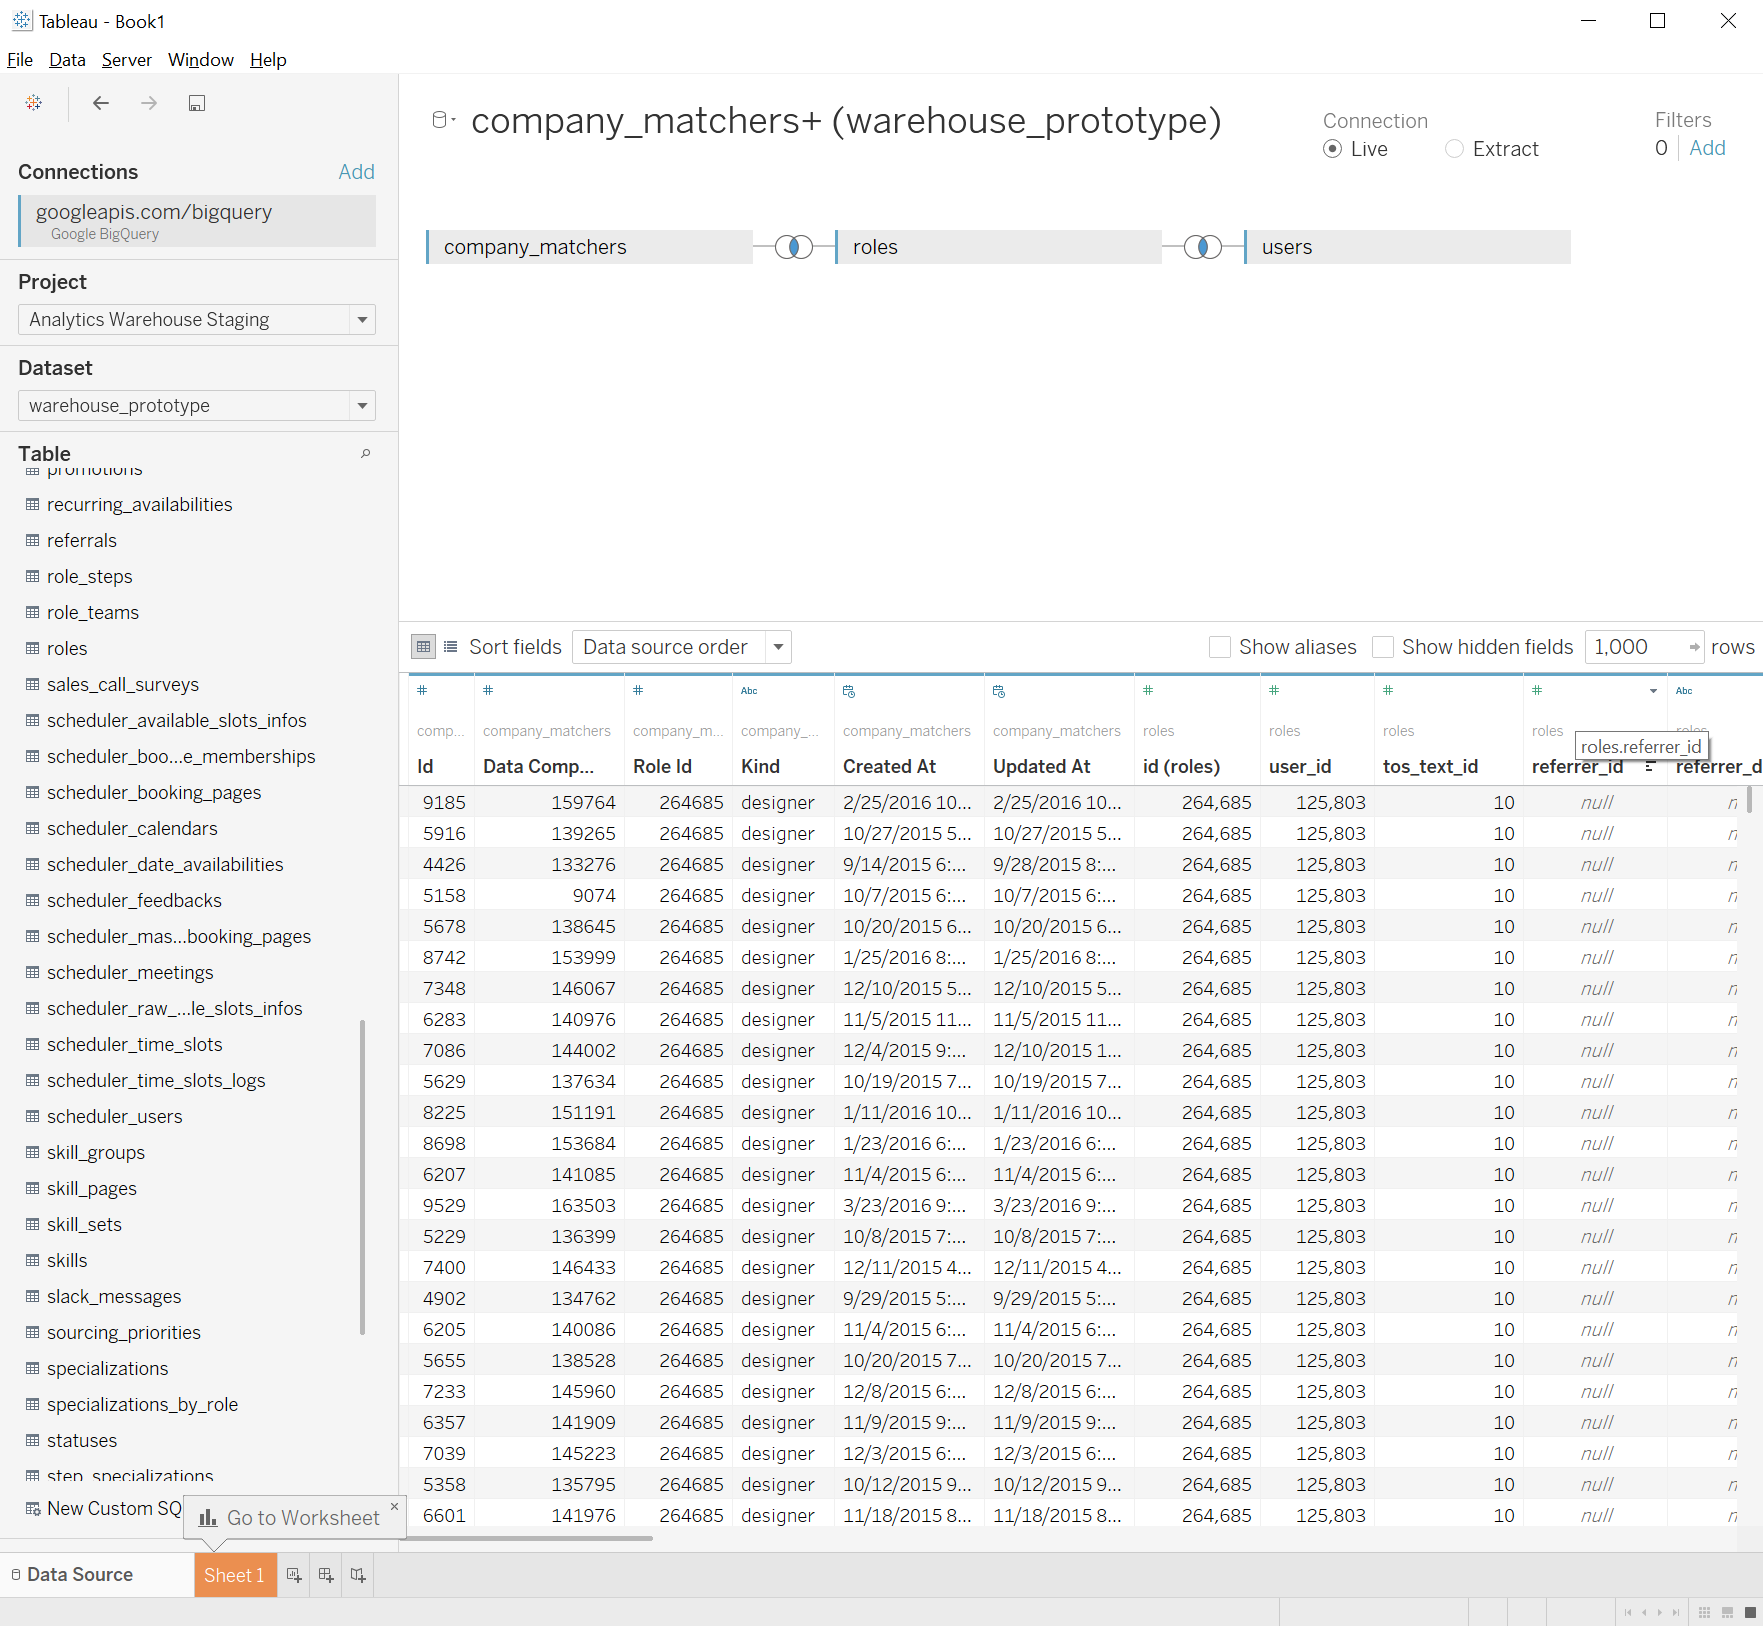 Tableau - Book1
File Data Server Window Help
Connections Add
googleapis.com/bigquery
Google BigQuery
Project
Analytics Warehouse Staging
Dataset
warehouse_prototype
Table
promotions
recurring_availabilities
referrals
role_steps
role_teams
roles
sales_call_surveys
scheduler_available_slots_infos
scheduler_boo...e_memberships
scheduler_booking_pages
scheduler_calendars
scheduler_date_availabilities
scheduler_feedbacks
scheduler_mas...booking_pages
scheduler_meetings
scheduler_raw_...le_slots_infos
scheduler_time_slots
scheduler_time_slots_logs
scheduler_users
skill_groups
skill_pages
skill_sets
skills
slack_messages
sourcing_priorities
specializations
specializations_by_role
statuses
step_specializations
New Custom SQ
Go to Worksheet
company_matchers+ (warehouse_prototype)
Connection
Live Extract
Filters
0 Add
company_matchers roles users
Sort fields Data source order Show aliases Show hidden fields 1,000 rows
# # # Abc # # # # Abc
comp... company_matchers company_m... company_... company_matchers company_matchers roles roles roles roles roles
roles.referrer_id
Id Data Comp... Role Id Kind Created At Updated At id (roles) user_id tos_text_id referrer_id referrer_d
9185 159764 264685 designer 2/25/2016 10... 2/25/2016 10... 264,685 125,803 10 null n
5916 139265 264685 designer 10/27/2015 5... 10/27/2015 5... 264,685 125,803 10 null n
4426 133276 264685 designer 9/14/2015 6:... 9/28/2015 8:... 264,685 125,803 10 null n
5158 9074 264685 designer 10/7/2015 6:... 10/7/2015 6:... 264,685 125,803 10 null n
5678 138645 264685 designer 10/20/2015 6... 10/20/2015 6... 264,685 125,803 10 null n
8742 153999 264685 designer 1/25/2016 8:... 1/25/2016 8:... 264,685 125,803 10 null n
7348 146067 264685 designer 12/10/2015 5... 12/10/2015 5... 264,685 125,803 10 null n
6283 140976 264685 designer 11/5/2015 11... 11/5/2015 11... 264,685 125,803 10 null n
7086 144002 264685 designer 12/4/2015 9:... 12/10/2015 1... 264,685 125,803 10 null n
5629 137634 264685 designer 10/19/2015 7... 10/19/2015 7... 264,685 125,803 10 null n
8225 151191 264685 designer 1/11/2016 10... 1/11/2016 10... 264,685 125,803 10 null n
8698 153684 264685 designer 1/23/2016 6:... 1/23/2016 6:... 264,685 125,803 10 null n
6207 141085 264685 designer 11/4/2015 6:... 11/4/2015 6:... 264,685 125,803 10 null n
9529 163503 264685 designer 3/23/2016 9:... 3/23/2016 9:... 264,685 125,803 10 null n
5229 136399 264685 designer 10/8/2015 7:... 10/8/2015 7:... 264,685 125,803 10 null n
7400 146433 264685 designer 12/11/2015 4... 12/11/2015 4... 264,685 125,803 10 null n
4902 134762 264685 designer 9/29/2015 5:... 9/29/2015 5:... 264,685 125,803 10 null n
6205 140086 264685 designer 11/4/2015 6:... 11/4/2015 6:... 264,685 125,803 10 null n
5655 138528 264685 designer 10/20/2015 7... 10/20/2015 7... 264,685 125,803 10 null n
7233 145960 264685 designer 12/8/2015 6:... 12/8/2015 6:... 264,685 125,803 10 null n
6357 141909 264685 designer 11/9/2015 9:... 11/9/2015 9:... 264,685 125,803 10 null n
7039 145223 264685 designer 12/3/2015 6:... 12/3/2015 6:... 264,685 125,803 10 null n
5358 135795 264685 designer 10/12/2015 9... 10/12/2015 9... 264,685 125,803 10 null n
6601 141976 264685 designer 11/18/2015 8... 11/18/2015 8... 264,685 125,803 10 null n
Data Source Sheet 1